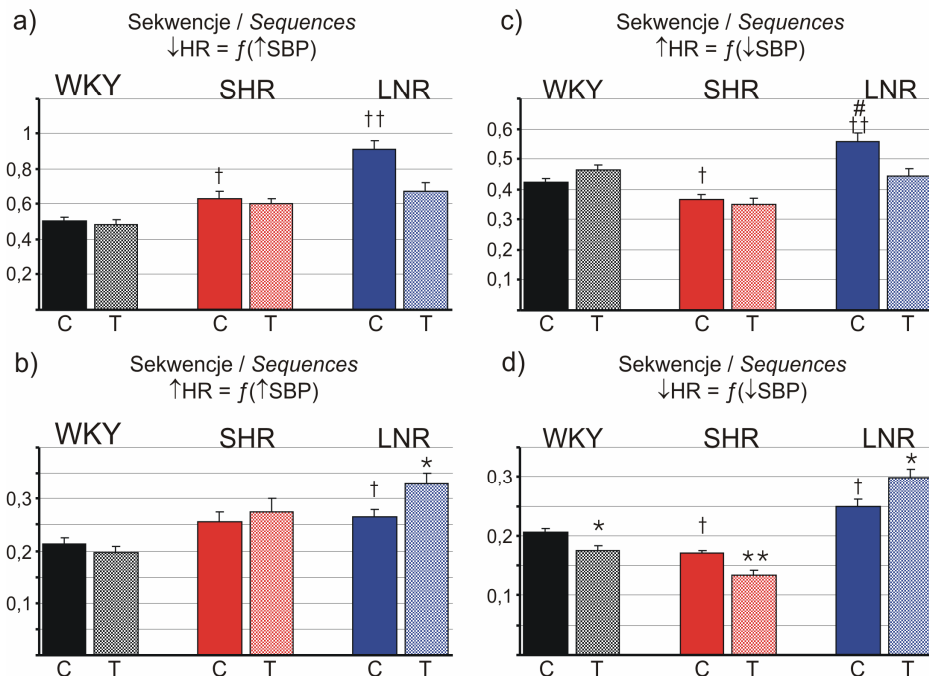 a)
Sekwencje / Sequences
↓HR = ƒ(↑SBP)
WKY SHR LNR
1
0,8
0,6
0,4
0,2
†
††
C T C T C T
b)
Sekwencje / Sequences
↑HR = ƒ(↑SBP)
WKY SHR LNR
0,3
0,2
0,1
†
*
C T C T C T
c)
Sekwencje / Sequences
↑HR = ƒ(↓SBP)
WKY SHR LNR
0,6
0,5
0,4
0,3
0,2
0,1
†
#
††
C T C T C T
d)
Sekwencje / Sequences
↓HR = ƒ(↓SBP)
WKY SHR LNR
0,3
0,2
0,1
*
†
**
†
*
C T C T C T